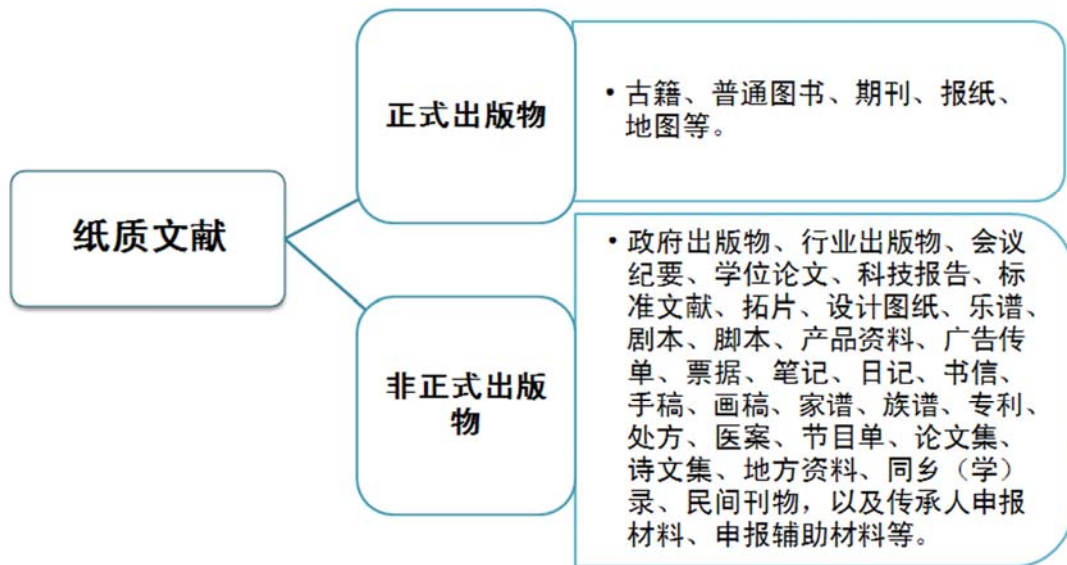 纸质文献
正式出版物
• 古籍、普通图书、期刊、报纸、
地图等。
非正式出版
物
• 政府出版物、行业出版物、会议
纪要、学位论文、科技报告、标
准文献、拓片、设计图纸、乐谱、
剧本、脚本、产品资料、广告传
单、票据、笔记、日记、书信、
手稿、画稿、家谱、族谱、专利、
处方、医案、节目单、论文集、
诗文集、地方资料、同乡（学）
录、民间刊物，以及传承人申报
材料、申报辅助材料等。